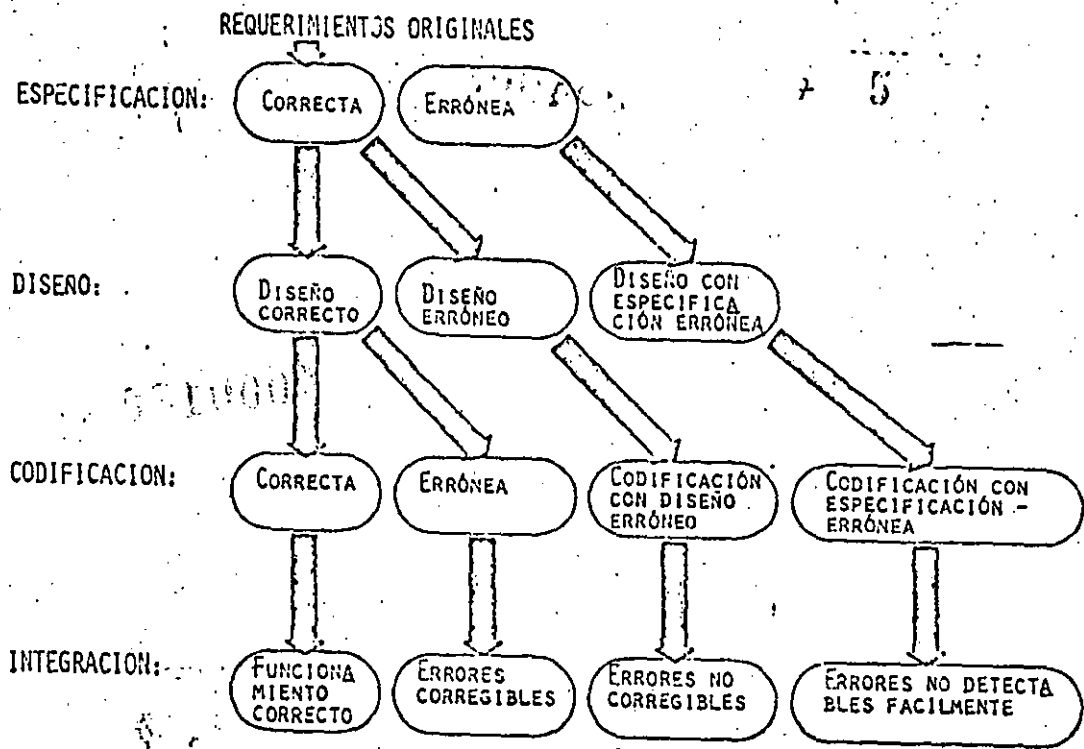 REQUERIMIENTOS ORIGINALES
ESPECIFICACION:
CORRECTA
ERRÓNEA
DISEÑO:
DISEÑO
CORRECTO
DISEÑO
ERRÓNEO
DISEÑO CON
ESPECIFICA
CIÓN ERRÓNEA
CODIFICACION:
CORRECTA
ERRÓNEA
CODIFICACIÓN
CON DISEÑO
ERRÓNEO
CODIFICACIÓN CON
ESPECIFICACIÓN -
ERRÓNEA
INTEGRACION:
FUNCIONA
MIENTO
CORRECTO
ERRORES
CORREGIBLES
ERRORES NO
CORREGIBLES
ERRORES NO DETECTA
BLES FACILMENTE